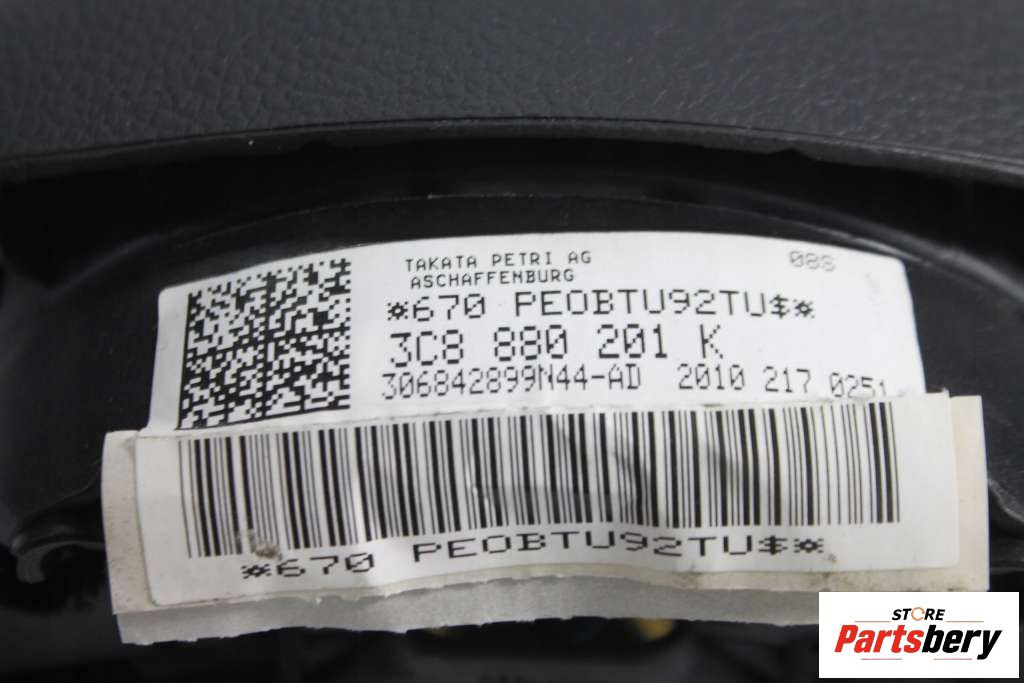 TAKATA PETRI AG 08S
ASCHAFFENBURG
*670 PEOBTU92TU$*
3C8 880 201 K
306842899N44-AD 2010 217 0251
*670 PEOBTU92TU$*
STORE
Partsbery